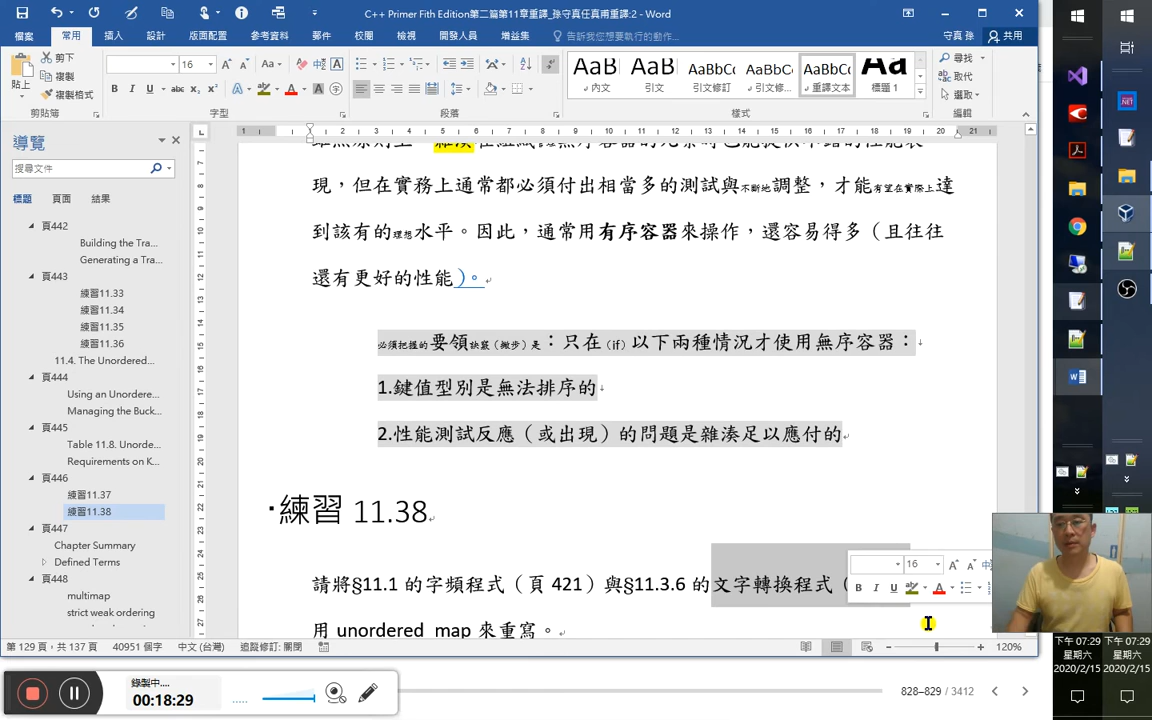 C++ Primer Fith Edition第二篇第11章重譯_孫守真任真甫重譯:2 - Word
檔案 常用 插入 設計 版面配置 參考資料 郵件 校閱 檢視 開發人員 增益集 告訴我您想要執行的動作... 守真 孫 共用
貼上 剪下 複製 複製格式
16
內文 引文 引文修訂 引文修... 重譯文本 標題 1
尋找 取代 選取
剪貼簿 字型 段落 樣式 編輯
導覽
搜尋文件
標題 頁面 結果
頁442
Building the Tra...
Generating a Tra...
頁443
練習11.33
練習11.34
練習11.35
練習11.36
11.4. The Unordered...
頁444
Using an Unordere...
Managing the Buck...
頁445
Table 11.8. Unorde...
Requirements on K...
頁446
練習11.37
練習11.38
頁447
Chapter Summary
Defined Terms
頁448
multimap
strict weak ordering
現，但在實務上通常都必須付出相當多的測試與不斷地調整，才能有望在實際上達
到該有的理想水平。因此，通常用有序容器來操作，還容易得多（且往往
還有更好的性能）。
必須把握的要領訣竅（撇步）是：只在（if）以下兩種情況才使用無序容器：
1.鍵值型別是無法排序的
2.性能測試反應（或出現）的問題是雜湊足以應付的
練習 11.38
請將§11.1 的字頻程式（頁 421）與§11.3.6 的文字轉換程式（
用 unordered_map 來重寫。
16
第 129 頁，共 137 頁 40951 個字 中文 (台灣) 追蹤修訂: 關閉 120%
錄製中....
00:18:29
828–829 / 3412
下午 07:29
星期六
2020/2/15
下午 07:29
星期六
2020/2/15